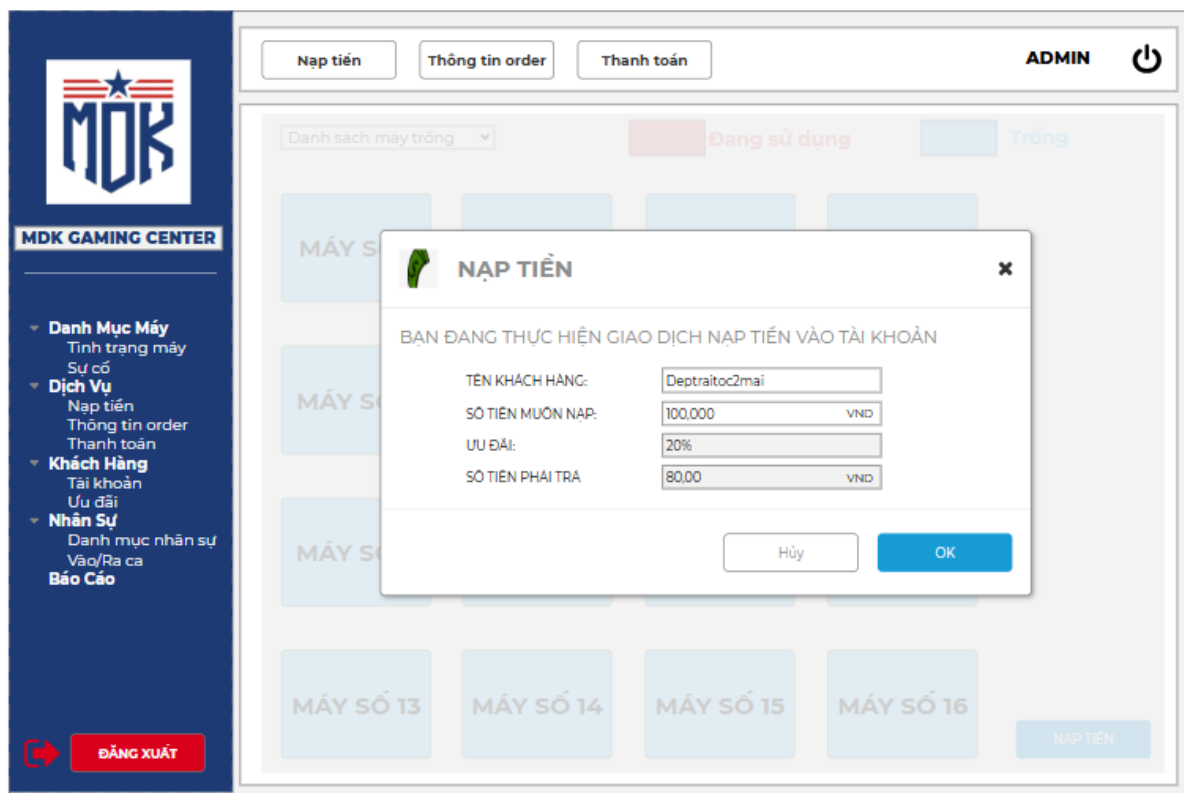 MDK
MDK GAMING CENTER
Danh Mục Máy
Tình trạng máy
Sự cố
Dịch Vụ
Nạp tiền
Thông tin order
Thanh toán
Khách Hàng
Tài khoản
Ưu đãi
Nhân Sự
Danh mục nhân sự
Vào/Ra ca
Báo Cáo
ĐĂNG XUẤT
Nạp tiền Thông tin order Thanh toán ADMIN
Danh sách máy trống Đang sử dụng Trống
MÁY S
NẠP TIỀN
BẠN ĐANG THỰC HIỆN GIAO DỊCH NẠP TIỀN VÀO TÀI KHOẢN
TÊN KHÁCH HÀNG: Deptraitoc2mai
MÁY SỐ
SỐ TIỀN MUỐN NẠP: 100,000 VND
ƯU ĐÃI: 20%
SỐ TIỀN PHẢI TRẢ 80,00 VND
MÁY SỐ
Hủy OK
MÁY SỐ 13 MÁY SỐ 14 MÁY SỐ 15 MÁY SỐ 16
NẠP TIỀN